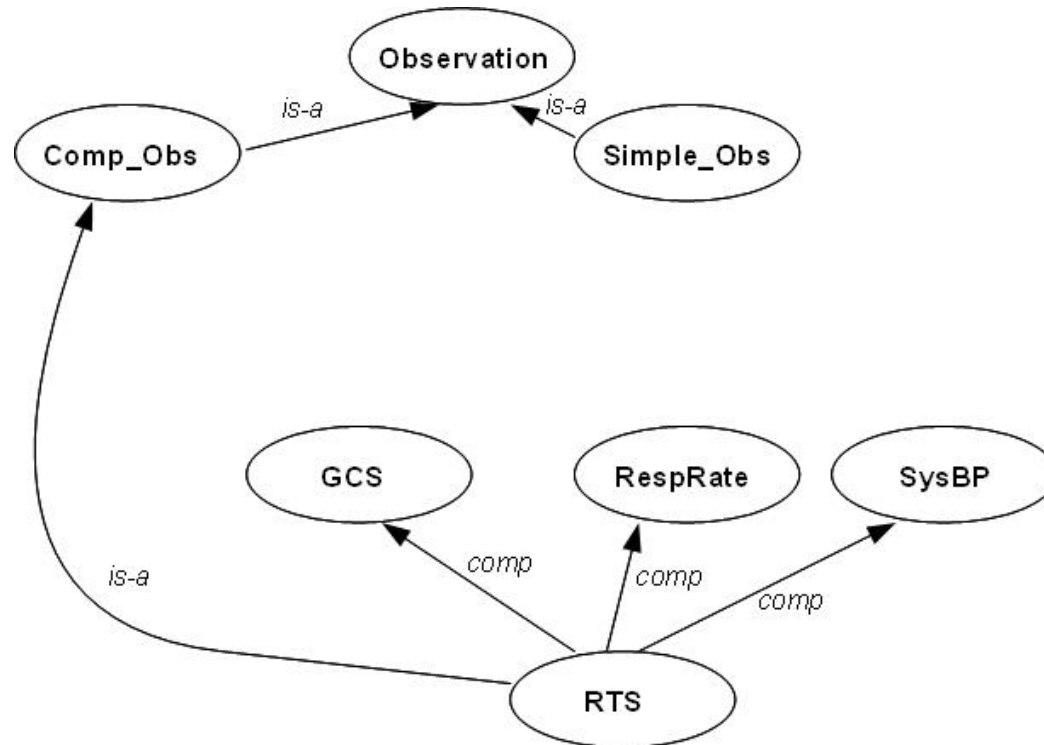 Observation
is-a
is-a
Comp_Obs
Simple_Obs
GCS
RespRate
SysBP
comp
comp
comp
is-a
RTS